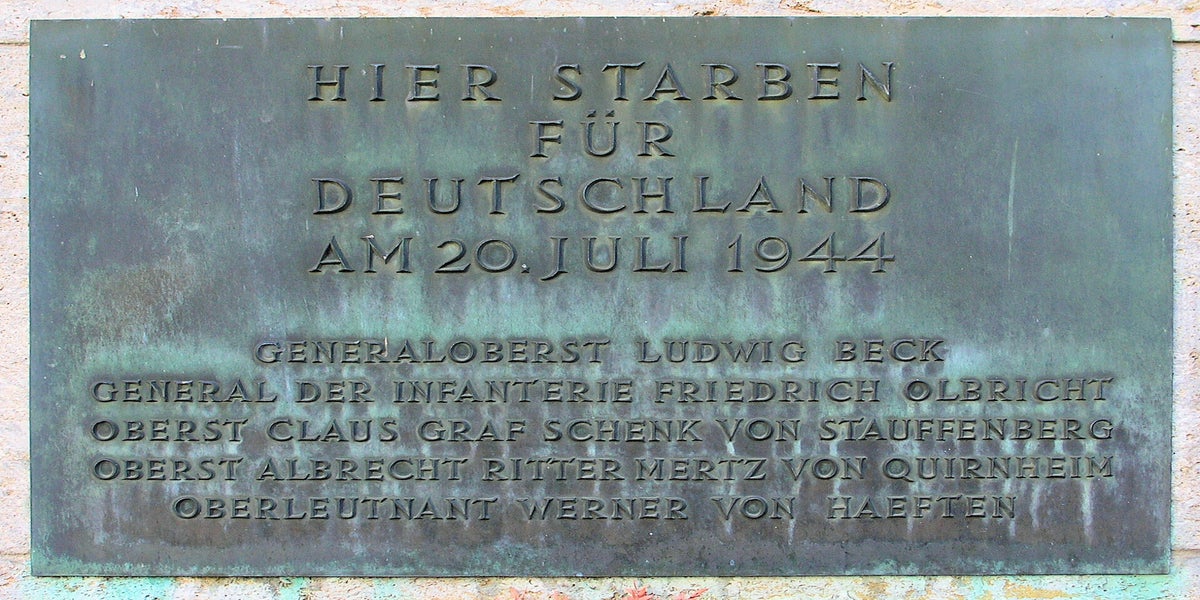 HIER STARBEN
FÜR
DEUTSCHLAND
AM 20. JULI 1944
GENERALOBERST LUDWIG BECK
GENERAL DER INFANTERIE FRIEDRICH OLBRICHT
OBERST CLAUS GRAF SCHENK VON STAUFFENBERG
OBERST ALBRECHT RITTER MERTZ VON QUIRNHEIM
OBERLEUTNANT WERNER VON HAEFTEN